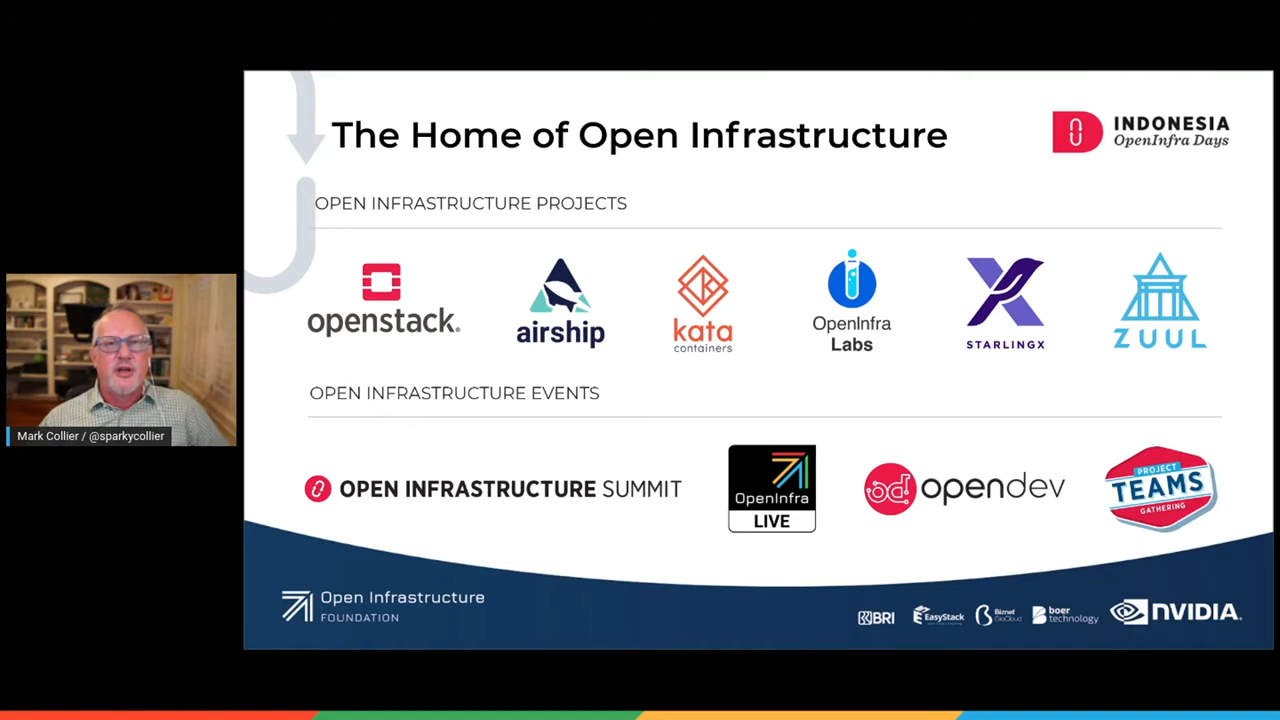 The Home of Open Infrastructure
INDONESIA
OpenInfra Days
OPEN INFRASTRUCTURE PROJECTS
openstack.
airship
kata
containers
OpenInfra
Labs
STARLINGX
ZUUL
OPEN INFRASTRUCTURE EVENTS
OPEN INFRASTRUCTURE SUMMIT
OpenInfra
LIVE
od opendev
PROJECT
TEAMS
GATHERING
Mark Collier / @sparkycollier
Open Infrastructure
FOUNDATION
BRI
EasyStack
Biznet
GioCloud
boer
technology
NVIDIA.